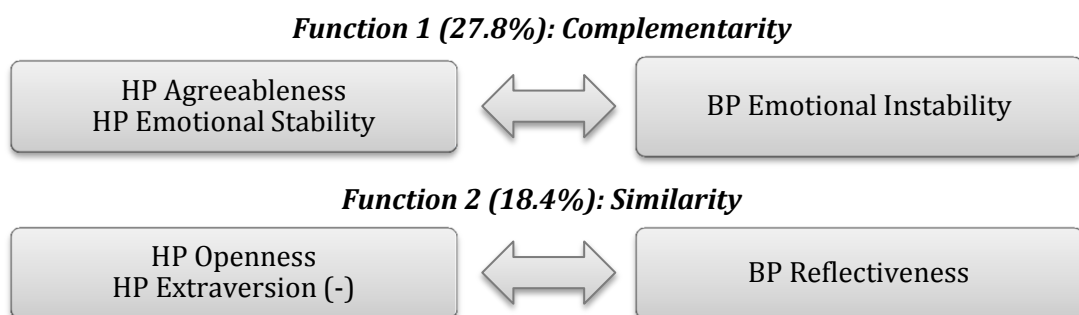 Function 1 (27.8%): Complementarity
HP Agreeableness
HP Emotional Stability
BP Emotional Instability
Function 2 (18.4%): Similarity
HP Openness
HP Extraversion (-)
BP Reflectiveness